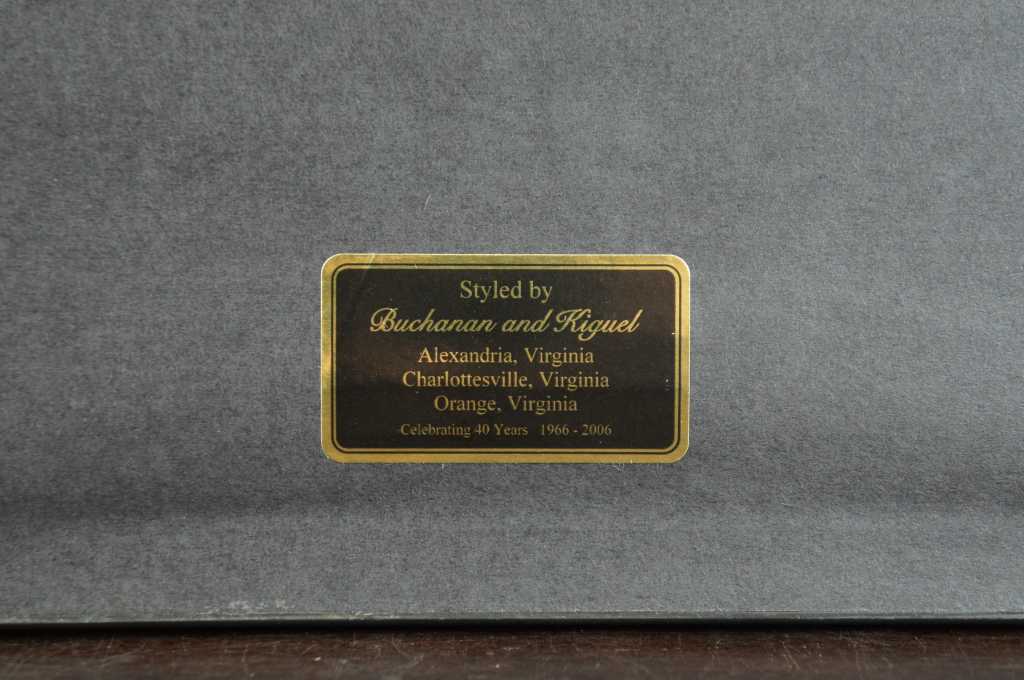 Styled by
Buchanan and Kiguel
Alexandria, Virginia
Charlottesville, Virginia
Orange, Virginia
Celebrating 40 Years 1966 - 2006